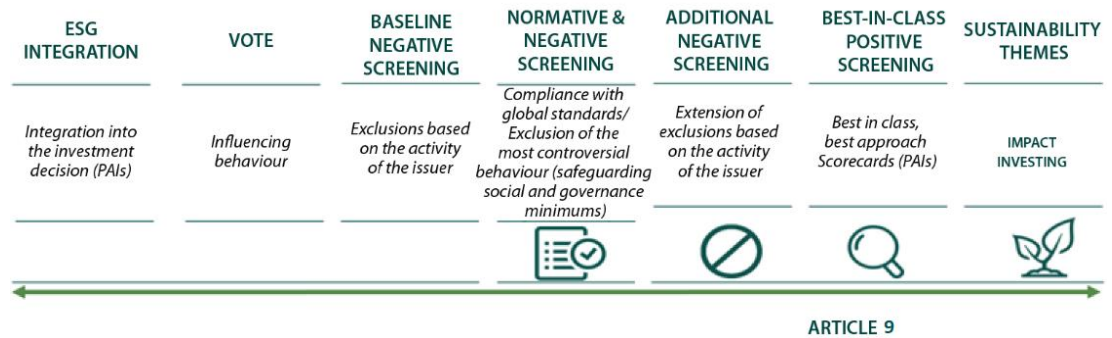 ESG
INTEGRATION
VOTE
BASELINE
NEGATIVE
SCREENING
NORMATIVE &
NEGATIVE
SCREENING
ADDITIONAL
NEGATIVE
SCREENING
BEST-IN-CLASS
POSITIVE
SCREENING
SUSTAINABILITY
THEMES
Integration into
the investment
decision (PAIs)
Influencing
behaviour
Exclusions based
on the activity
of the issuer
Compliance with
global standards/
Exclusion of the
most controversial
behaviour (safeguarding
social and governance
minimums)
Extension of
exclusions based
on the activity
of the issuer
Best in class,
best approach
Scorecards (PAIs)
IMPACT
INVESTING
ARTICLE 9